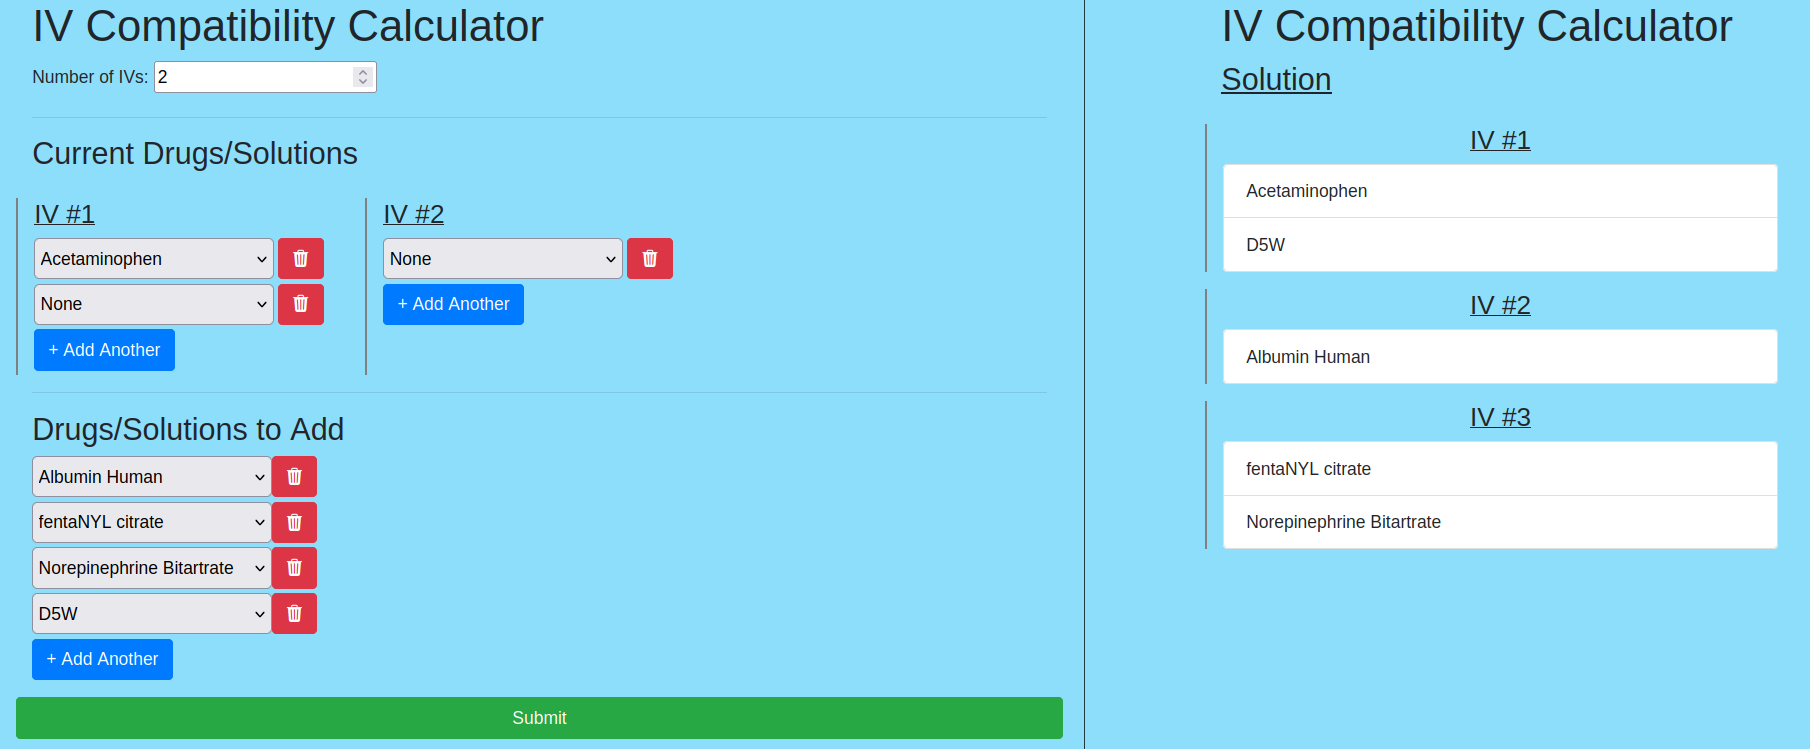 IV Compatibility Calculator
Number of IVs: 2
Current Drugs/Solutions
IV #1
Acetaminophen
None
+ Add Another
IV #2
None
+ Add Another
Drugs/Solutions to Add
Albumin Human
fentaNYL citrate
Norepinephrine Bitartrate
D5W
+ Add Another
Submit
IV Compatibility Calculator
Solution
IV #1
Acetaminophen
D5W
IV #2
Albumin Human
IV #3
fentaNYL citrate
Norepinephrine Bitartrate